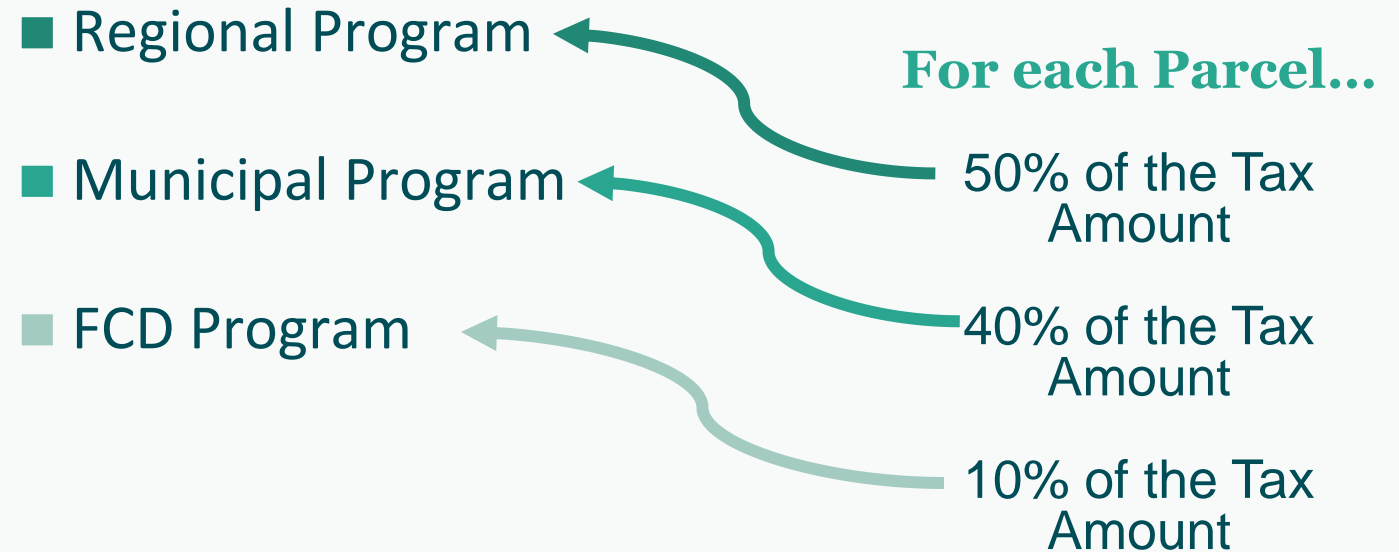 Regional Program
For each Parcel...
50% of the Tax
Amount
Municipal Program
40% of the Tax
Amount
FCD Program
10% of the Tax
Amount